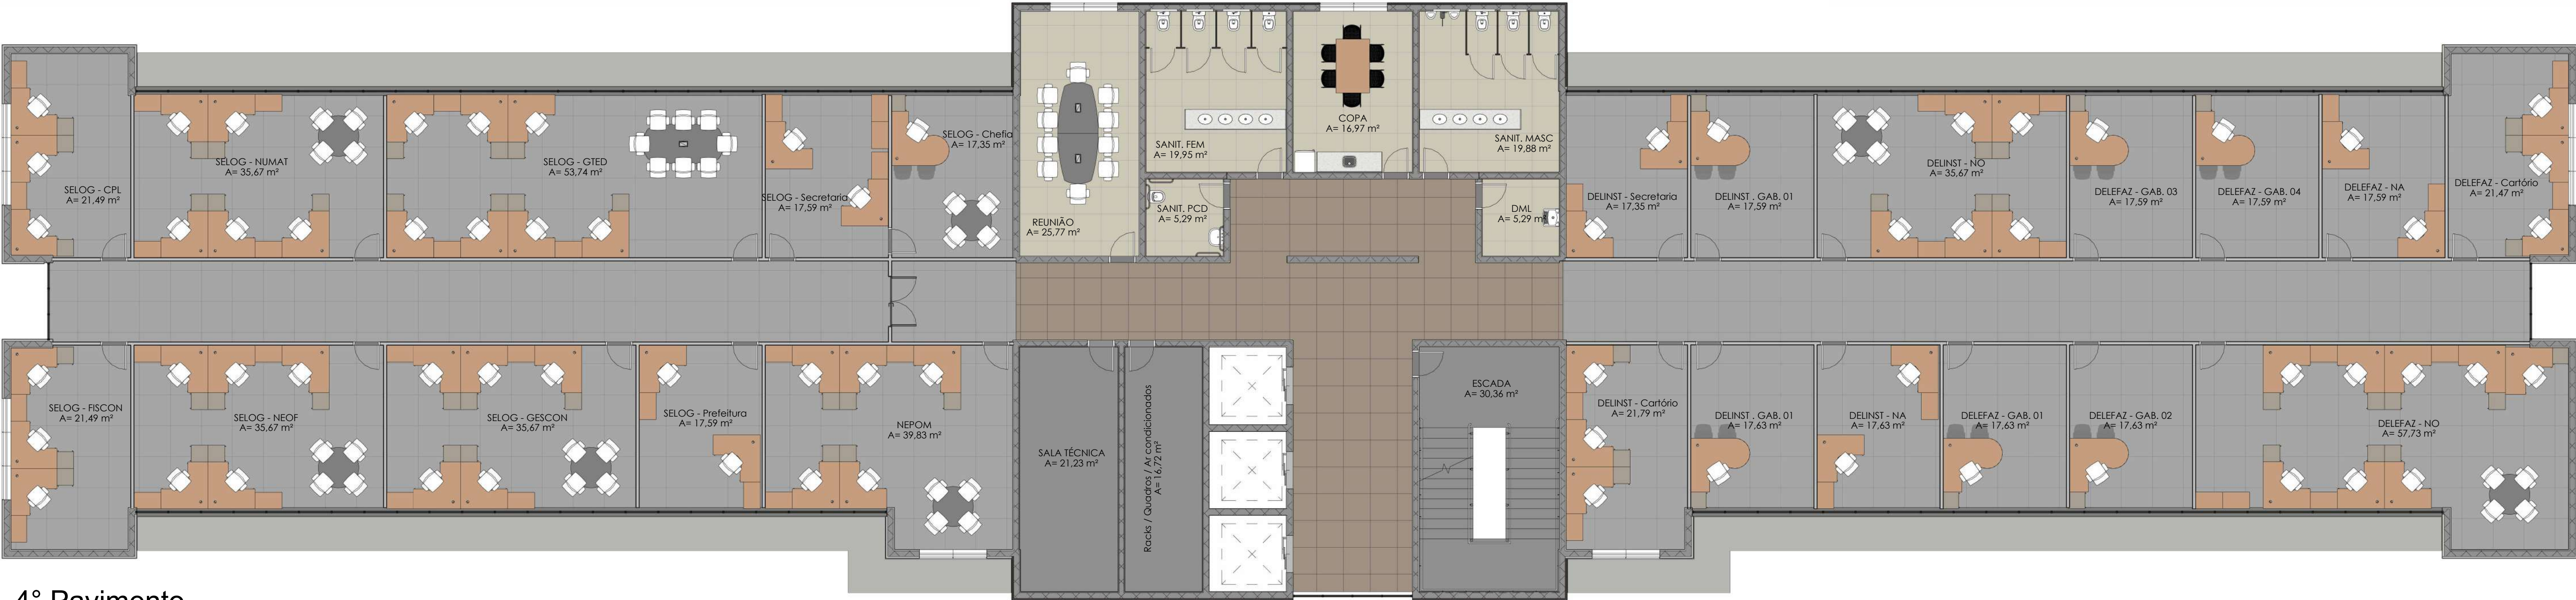 SELOG - CPL
A= 21,49 m²
SELOG - NUMAT
A= 35,67 m²
SELOG - GTED
A= 53,74 m²
SELOG - Secretaria
A= 17,59 m²
SELOG - Chefia
A= 17,35 m²
REUNIÃO
A= 25,77 m²
SANIT. FEM
A= 19,95 m²
SANIT. PCD
A= 5,29 m²
COPA
A= 16,97 m²
SANIT. MASC
A= 19,88 m²
DML
A= 5,29 m²
DELINST - Secretaria
A= 17,35 m²
DELINST . GAB. 01
A= 17,59 m²
DELINST - NO
A= 35,67 m²
DELEFAZ - GAB. 03
A= 17,59 m²
DELEFAZ - GAB. 04
A= 17,59 m²
DELEFAZ - NA
A= 17,59 m²
DELEFAZ - Cartório
A= 21,47 m²
SELOG - FISCON
A= 21,49 m²
SELOG - NEOF
A= 35,67 m²
SELOG - GESCON
A= 35,67 m²
SELOG - Prefeitura
A= 17,59 m²
NEPOM
A= 39,83 m²
SALA TÉCNICA
A= 21,23 m²
Racks / Quadros / Ar condicionados
A= 16,72 m²
ESCADA
A= 30,36 m²
DELINST - Cartório
A= 21,79 m²
DELINST . GAB. 01
A= 17,63 m²
DELINST - NA
A= 17,63 m²
DELEFAZ - GAB. 01
A= 17,63 m²
DELEFAZ - GAB. 02
A= 17,63 m²
DELEFAZ - NO
A= 57,73 m²
4° Pavimento